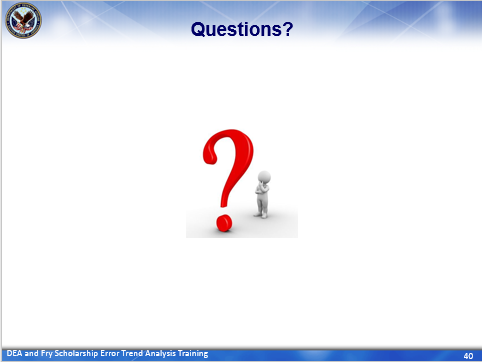 Questions?
DEA and Fry Scholarship Error Trend Analysis Training
40